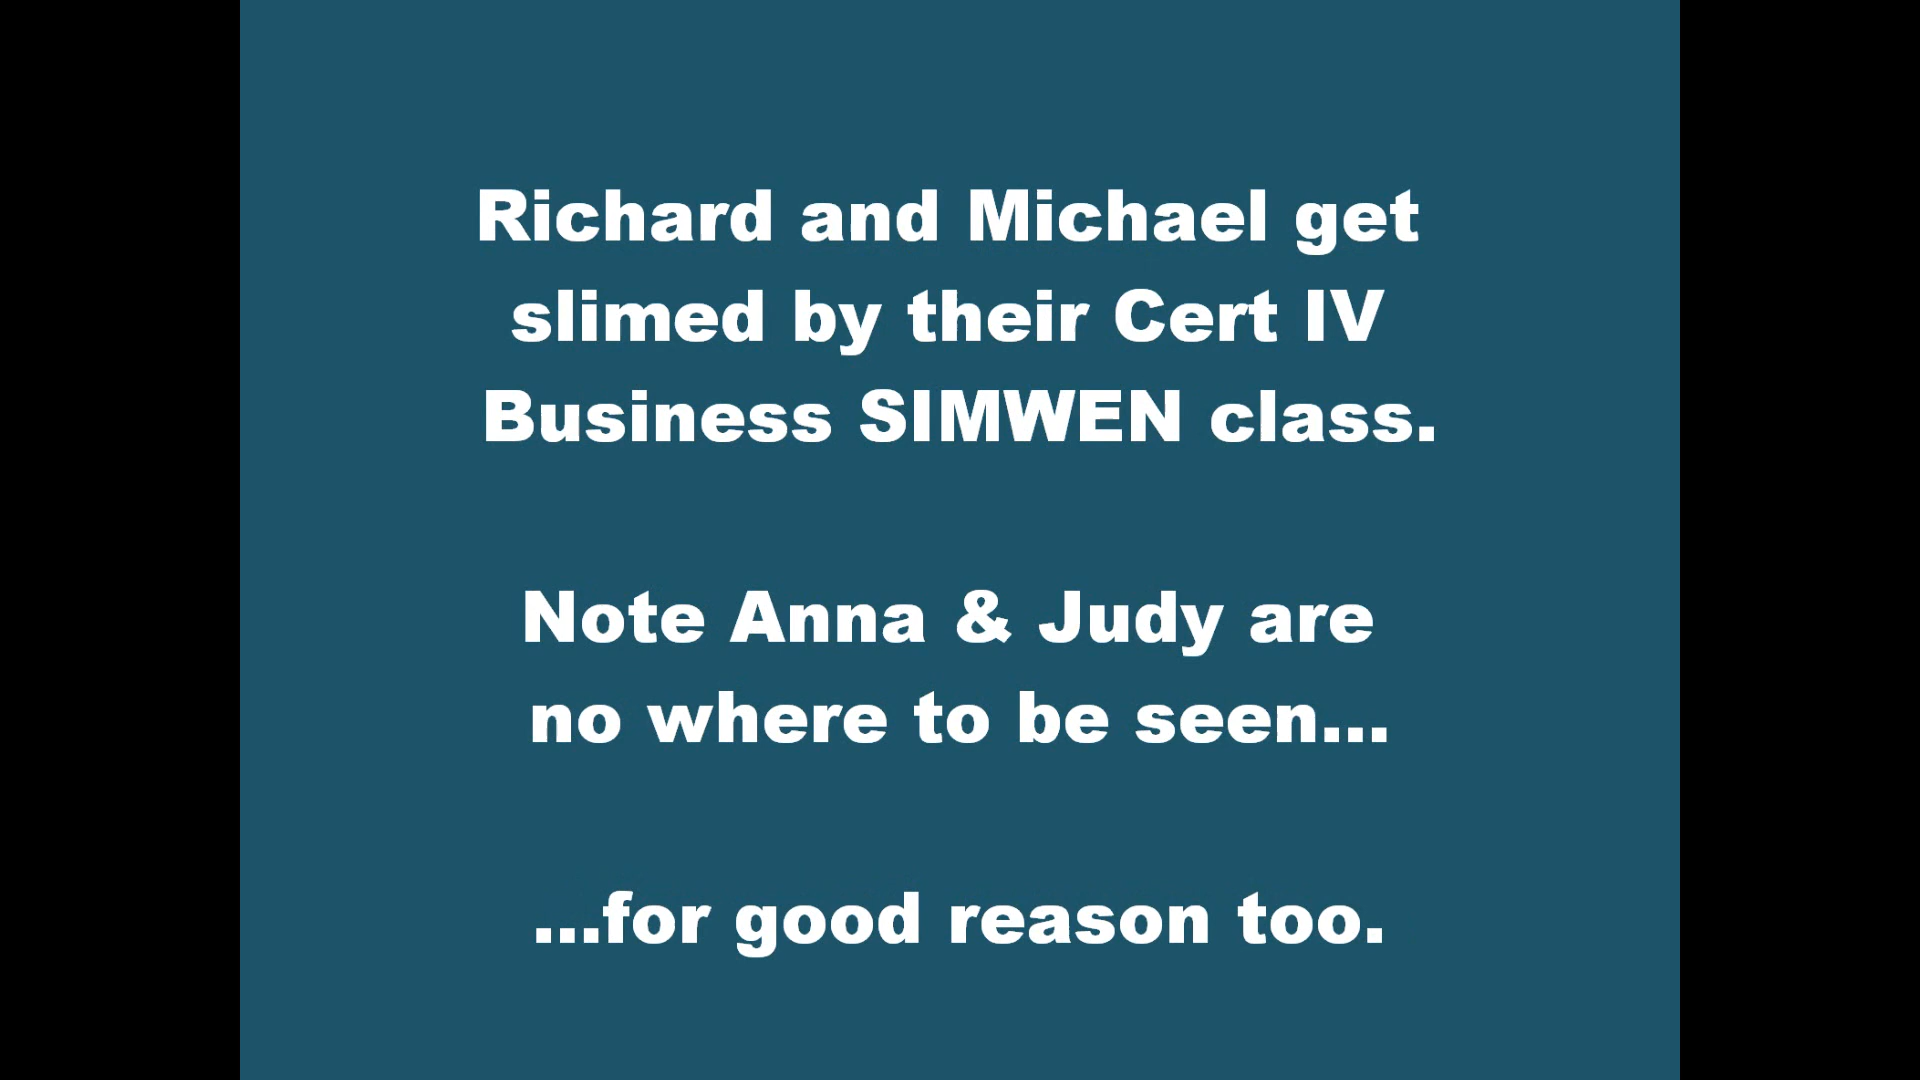 Richard and Michael get
slimed by their Cert IV
Business SIMWEN class.
Note Anna & Judy are
no where to be seen...
...for good reason too.